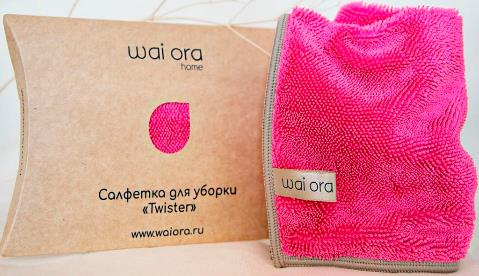 wai ora
home
Салфетка для уборки
«Twister»
www.waiora.ru
wai ora